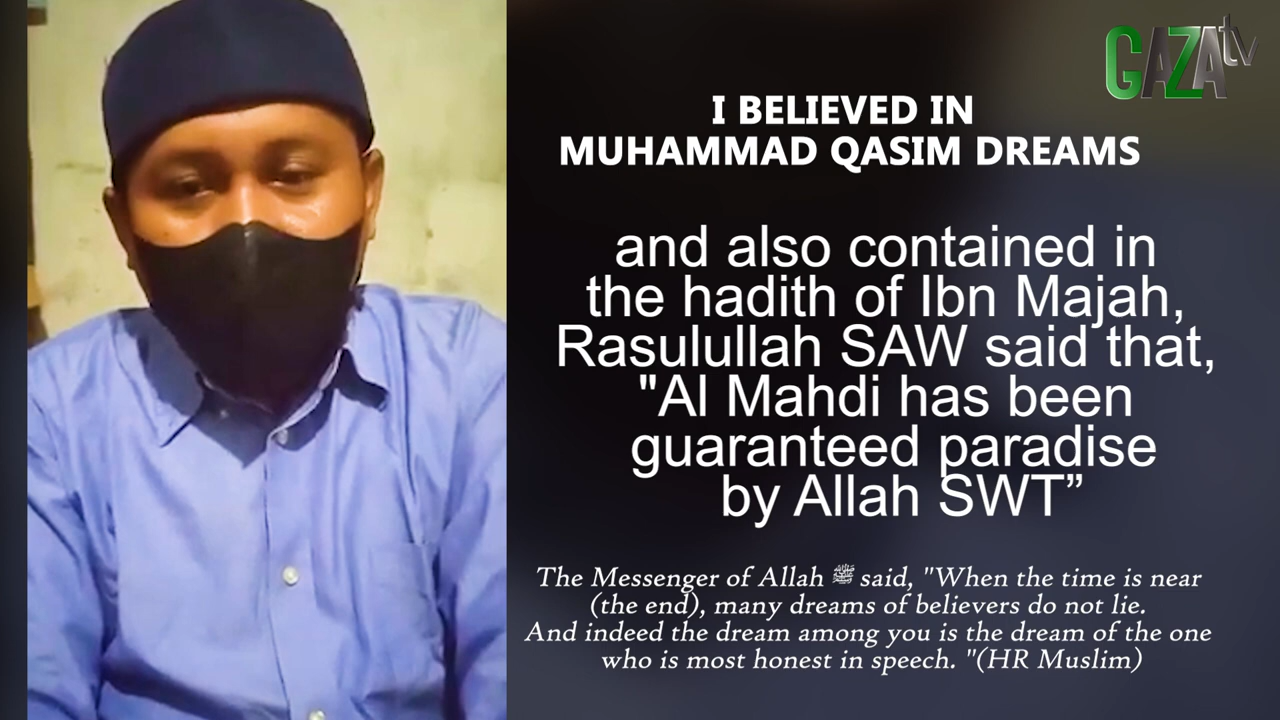 GAZAtv
I BELIEVED IN
MUHAMMAD QASIM DREAMS
and also contained in
the hadith of Ibn Majah,
Rasulullah SAW said that,
"Al Mahdi has been
guaranteed paradise
by Allah SWT”
The Messenger of Allah ﷺ said, "When the time is near
(the end), many dreams of believers do not lie.
And indeed the dream among you is the dream of the one
who is most honest in speech. "(HR Muslim)